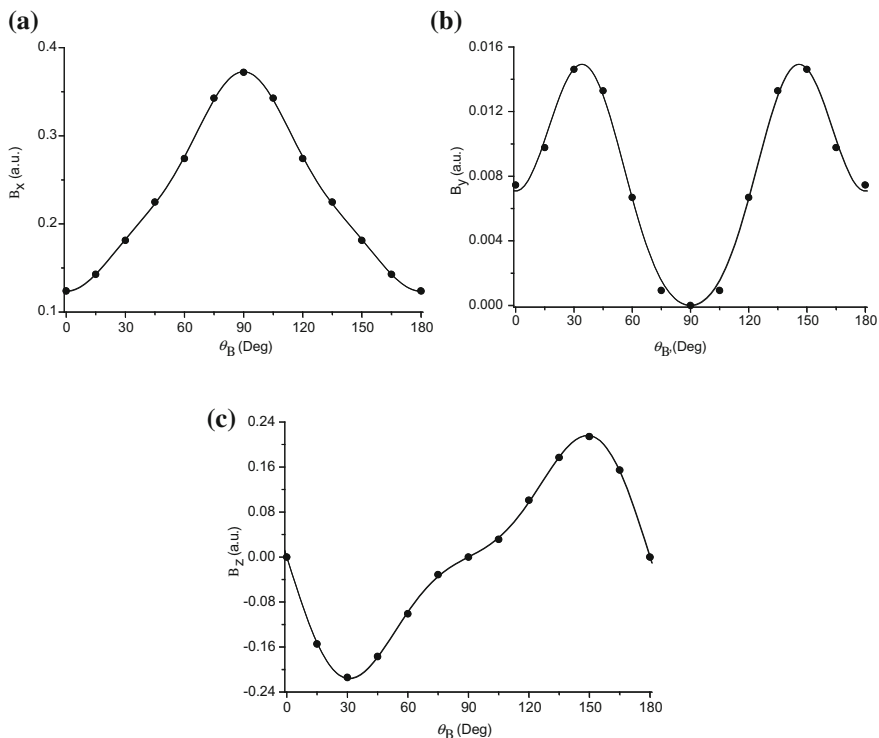 (a)
0.4
0.3
0.2
0.1
Bx (a.u.)
0 30 60 90 120 150 180
θB (Deg)
(b)
0.016
0.012
0.008
0.004
0.000
By (a.u.)
0 30 60 90 120 150 180
θB, (Deg)
(c)
0.24
0.16
0.08
0.00
-0.08
-0.16
-0.24
Bz (a.u.)
0 30 60 90 120 150 180
θB (Deg)